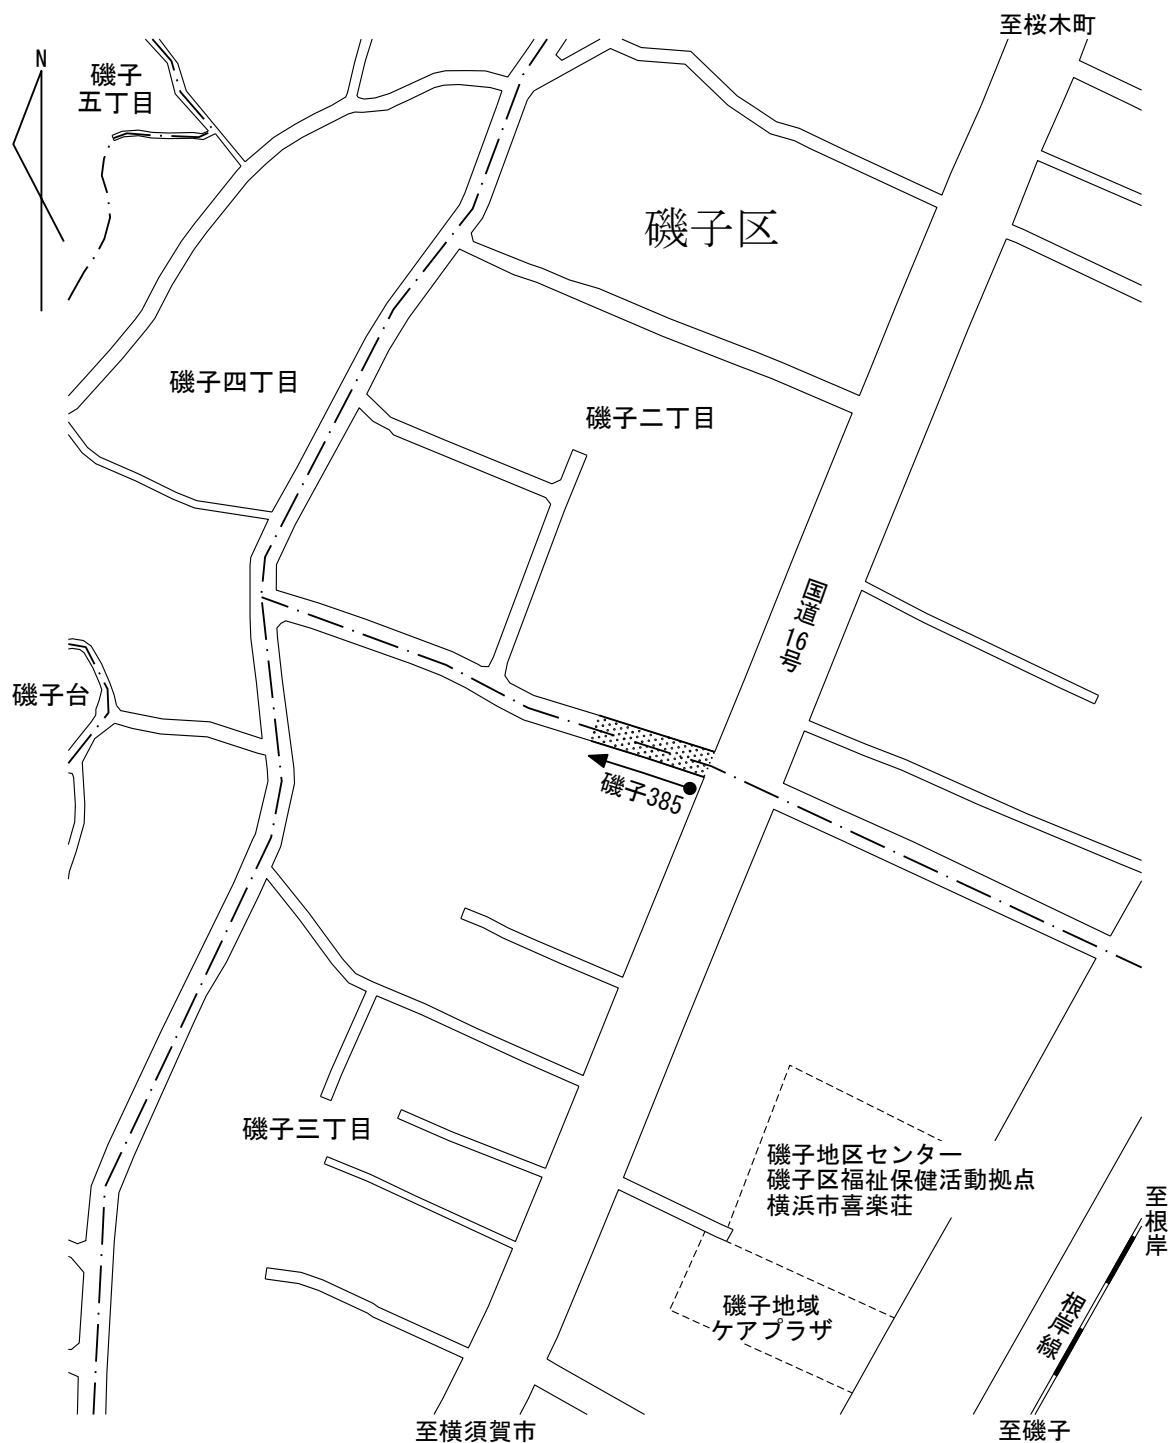 至桜木町
N
磯子
五丁目
磯子区
磯子四丁目
磯子二丁目
国道16号
磯子台
磯子385
磯子三丁目
磯子地区センター
磯子区福祉保健活動拠点
横浜市喜楽荘
至根岸
磯子地域
ケアプラザ
根岸線
至横須賀市
至磯子